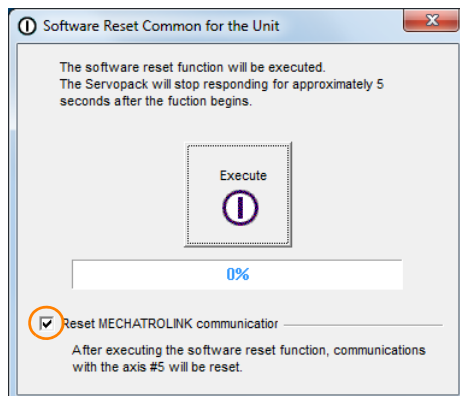 Software Reset Common for the Unit
The software reset function will be executed.
The Servopack will stop responding for approximately 5
seconds after the fuction begins.
Execute
0%
Reset MECHATROLINK communicatior
After executing the software reset function, communications
with the axis #5 will be reset.